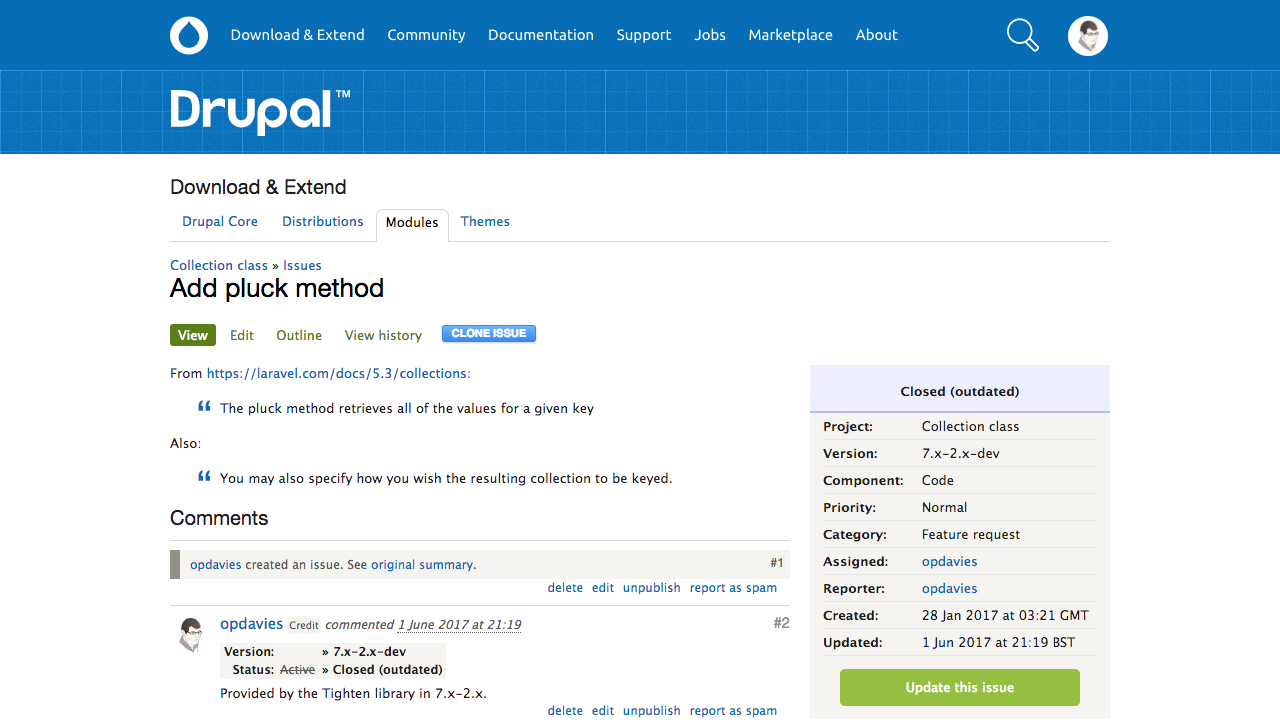 Download & Extend Community Documentation Support Jobs Marketplace About
Drupal™
Download & Extend
Drupal Core Distributions Modules Themes
Collection class » Issues
Add pluck method
View Edit Outline View history CLONE ISSUE
From https://laravel.com/docs/5.3/collections:
“ The pluck method retrieves all of the values for a given key
Also:
“ You may also specify how you wish the resulting collection to be keyed.
Comments
opdavies created an issue. See original summary. #1
delete edit unpublish report as spam
opdavies Credit commented 1 June 2017 at 21:19 #2
Version: » 7.x-2.x-dev
Status: Active » Closed (outdated)
Provided by the Tighten library in 7.x-2.x.
delete edit unpublish report as spam
Closed (outdated)
Project: Collection class
Version: 7.x-2.x-dev
Component: Code
Priority: Normal
Category: Feature request
Assigned: opdavies
Reporter: opdavies
Created: 28 Jan 2017 at 03:21 GMT
Updated: 1 Jun 2017 at 21:19 BST
Update this issue